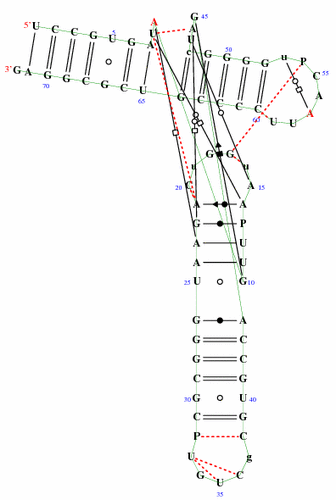 45
A G
5' U C C G U G A U A
5
U c G G G G u P
50
55
C
A
A
3' G A G G C G C U G C C C C U U U
70
65
60
u G G u
20 C A 15
A A
G P
A U
A U
25 U G 10
G A
G C
G C
C G
30 G U 40
C G
P C
U g
G U C
35